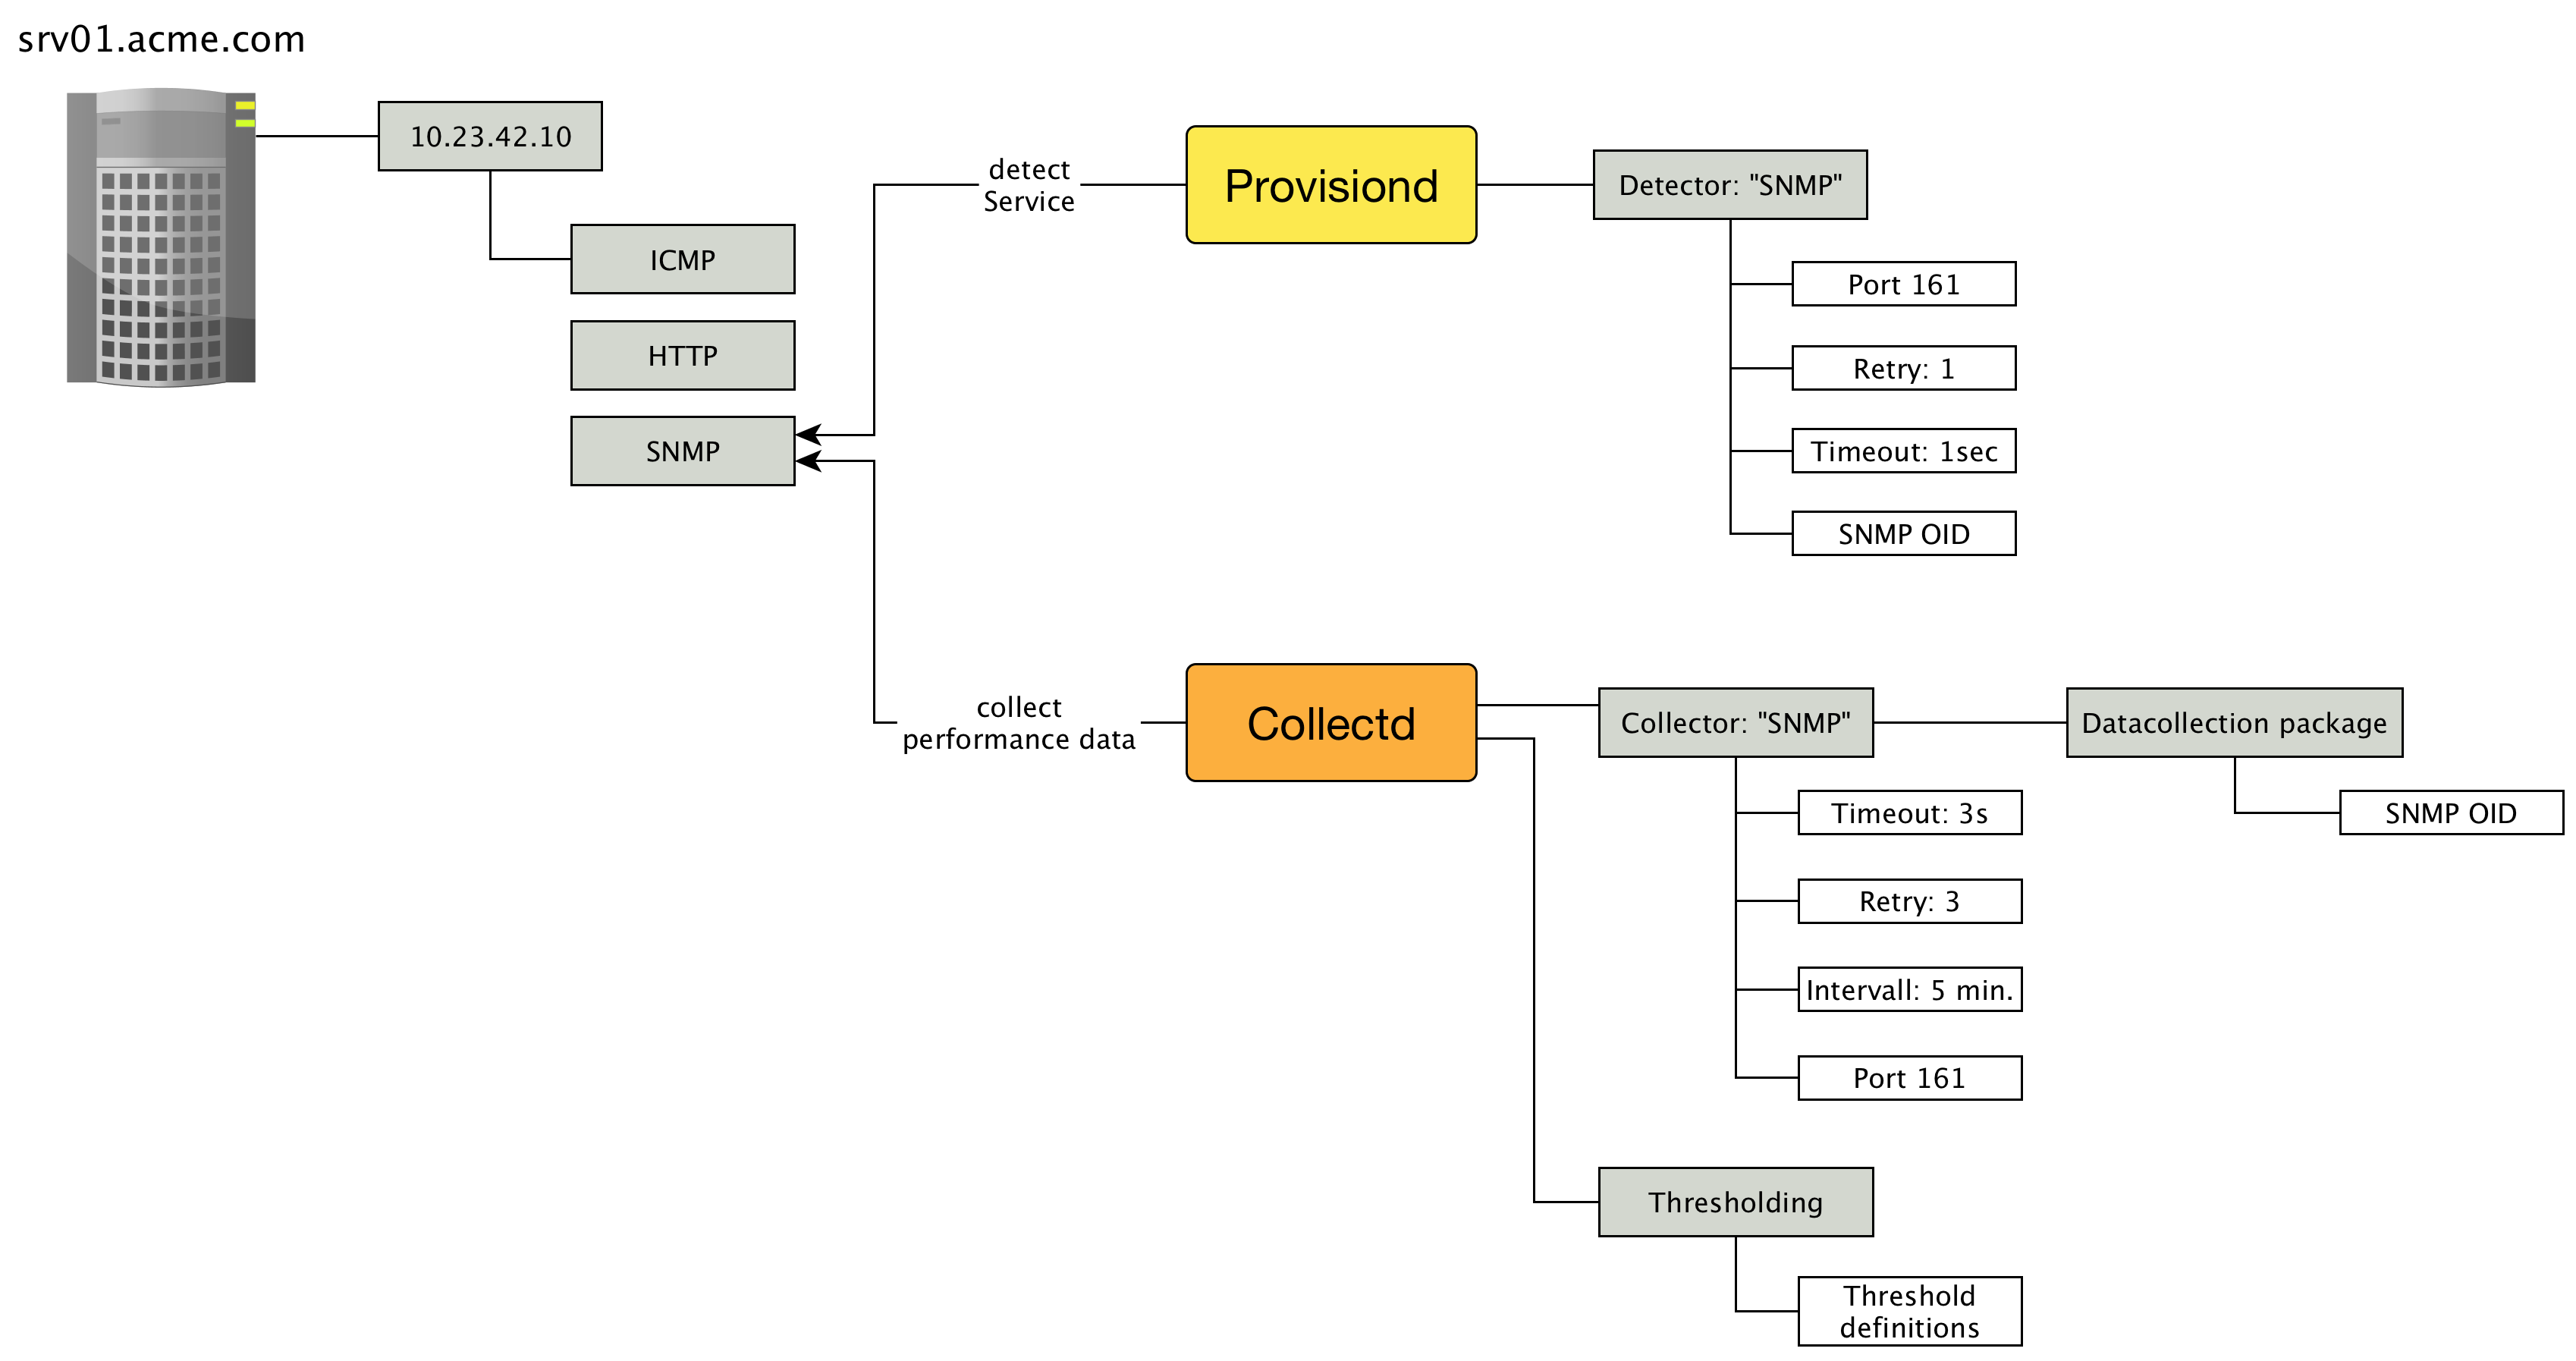 srv01.acme.com
10.23.42.10
ICMP
HTTP
SNMP
detect
Service
Provisiond
Detector: "SNMP"
Port 161
Retry: 1
Timeout: 1sec
SNMP OID
collect
performance data
Collectd
Collector: "SNMP"
Datacollection package
Timeout: 3s
SNMP OID
Retry: 3
Intervall: 5 min.
Port 161
Thresholding
Threshold
definitions